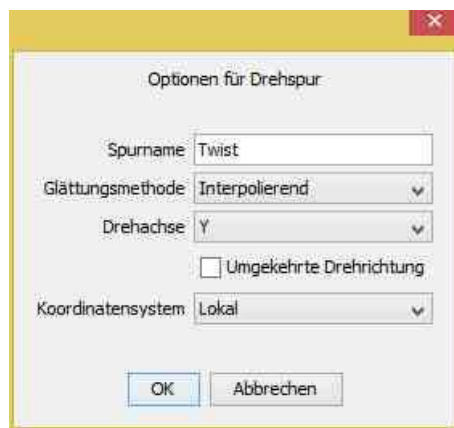 Optionen für Drehspur
Spurname Twist
Glättungsmethode Interpolierend
Drehachse Y
Umgekehrte Drehrichtung
Koordinatensystem Lokal
OK Abbrechen